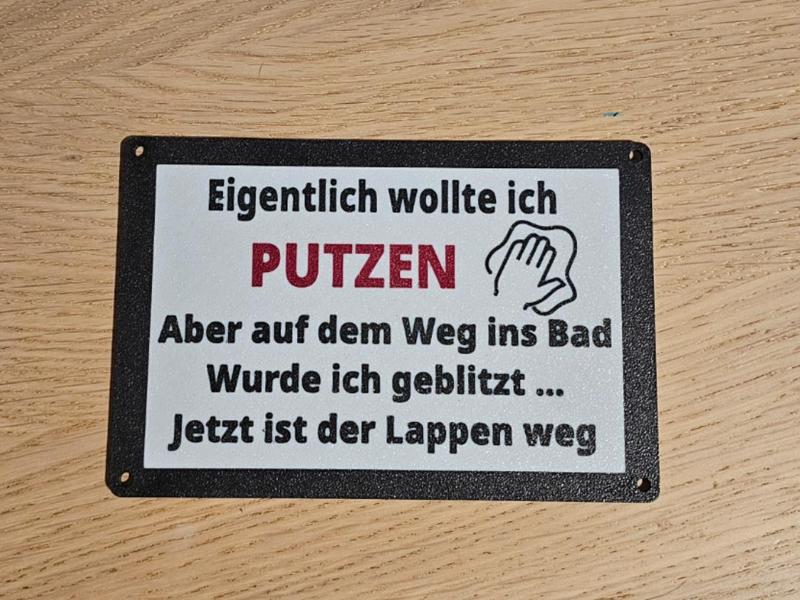 Eigentlich wollte ich
PUTZEN
Aber auf dem Weg ins Bad
Wurde ich geblitzt ...
Jetzt ist der Lappen weg